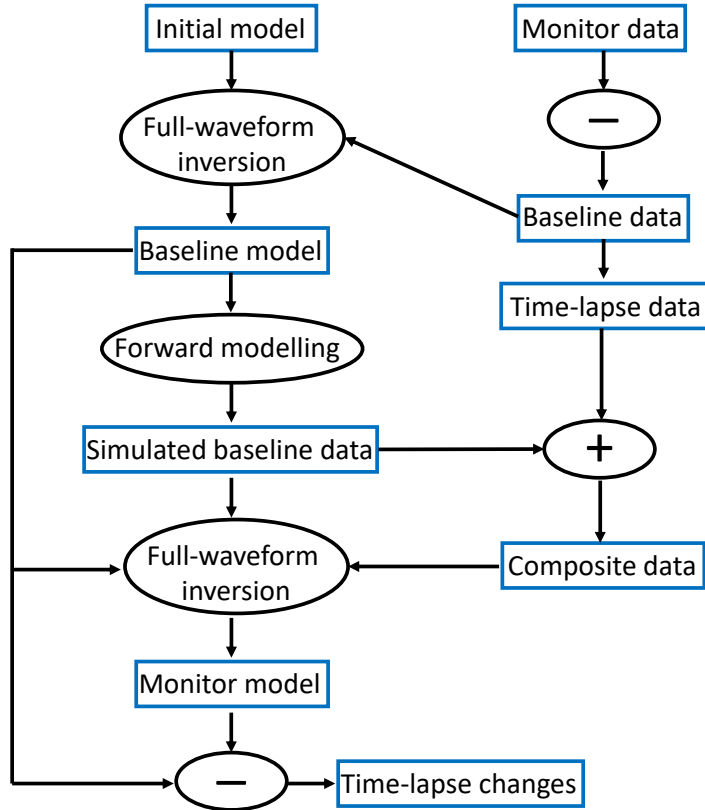 Initial model
Monitor data
Full-waveform
inversion
−
Baseline data
Baseline model
Time-lapse data
Forward modelling
Simulated baseline data
+
Full-waveform
inversion
Composite data
Monitor model
−
Time-lapse changes